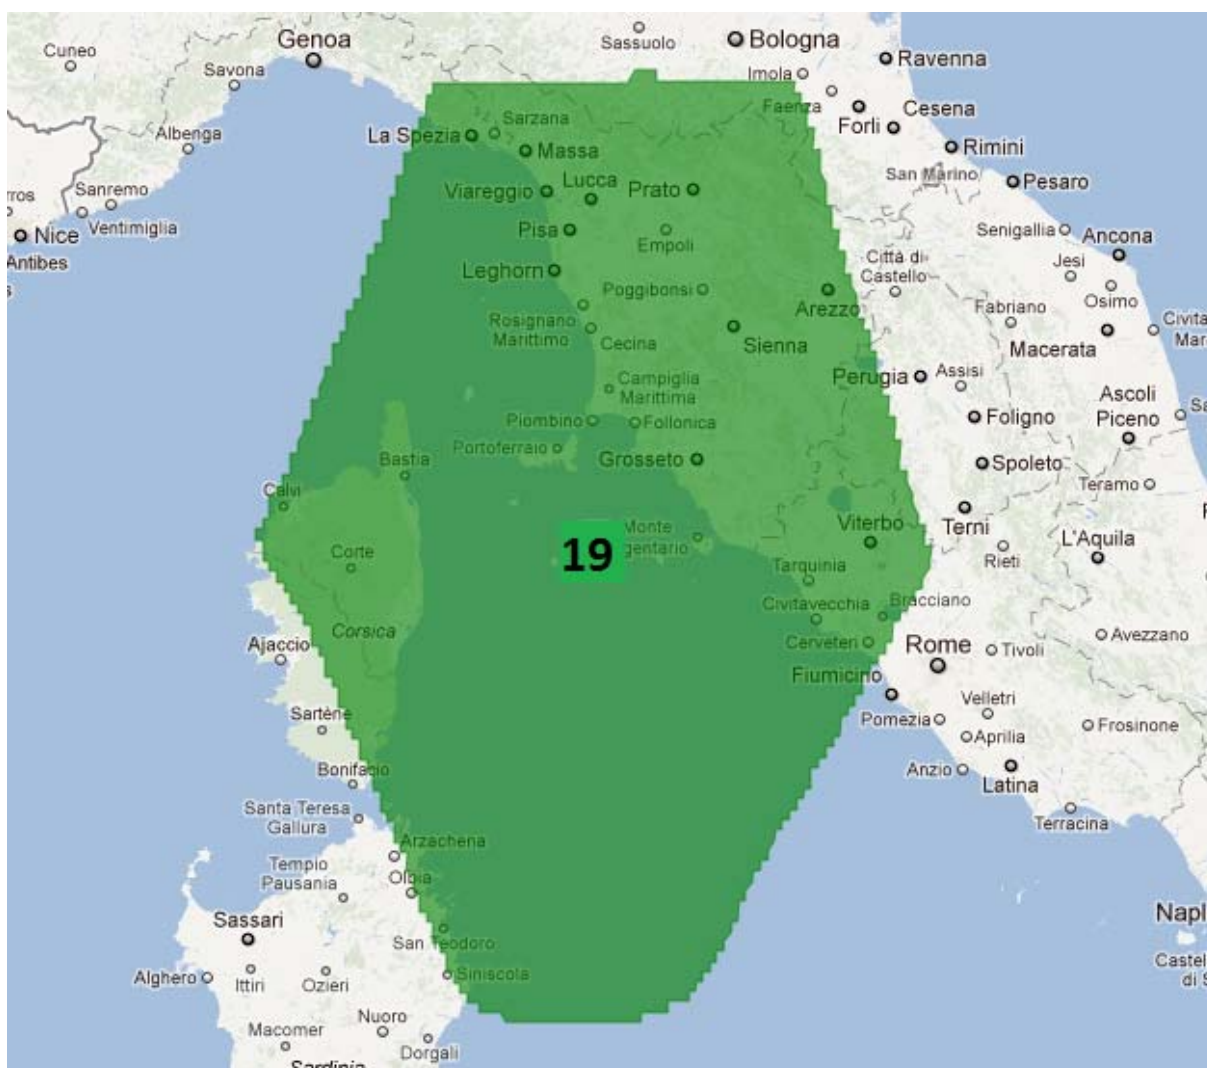 Genoa
Cuneo
Savona
Sassuolo
Bologna
Imola
Ravenna
Faenza
Forli
Cesena
Albenga
La Spezia
Sarzana
Massa
Rimini
San Marino
Pesaro
Sanremo
Ventimiglia
Nice
Antibes
Viareggio
Lucca
Prato
Pisa
Empoli
Senigallia
Ancona
Jesi
Osimo
Leghorn
Poggibonsi
Arezzo
Città di
Castello
Fabriano
Rosignano
Marittimo
Cecina
Sienna
Macerata
Perugia
Assisi
Campiglia
Marittima
Foligno
Ascoli
Piceno
Piombino
Follonica
Portoferraio
Grosseto
Bastia
Spoleto
Teramo
Calvi
Viterbo
Terni
L'Aquila
Rieti
Monte
gentario
19
Corte
Tarquinia
Civitavecchia
Bracciano
Corsica
Cerveteri
Ajaccio
Rome
Tivoli
Avezzano
Fiumicino
Velletri
Pomezia
Aprilia
Frosinone
Sartène
Bonifacio
Anzio
Latina
Terracina
Santa Teresa
Gallura
Arzachena
Tempio
Pausania
Olbia
Sassari
San Teodoro
Napl
Castel
di S
Alghero
Ittiri
Ozieri
Siniscola
Nuoro
Macomer
Dorgali
Sardinia